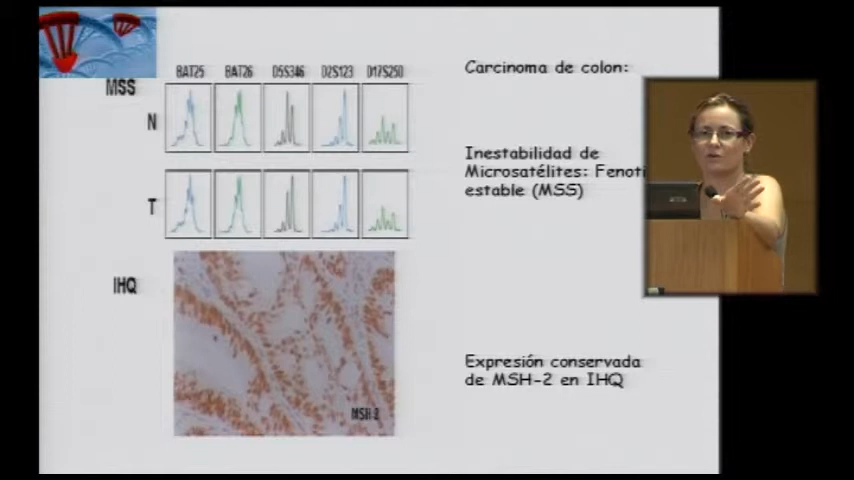 BAT25 BAT26 D5S346 D2S123 D17S250
MSS
N
T
IHQ
MSH-2
Carcinoma de colon:
Inestabilidad de
Microsatélites: Fenoti
estable (MSS)
Expresión conservada
de MSH-2 en IHQ